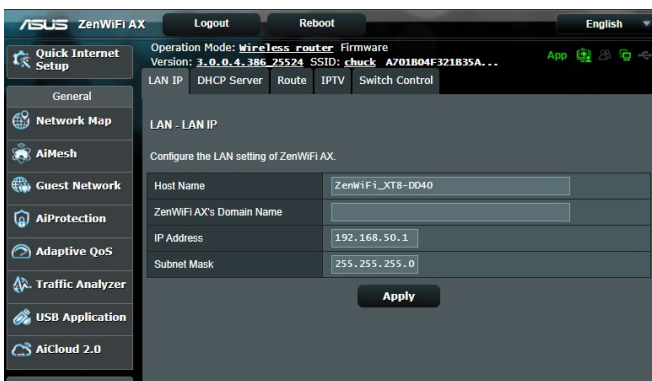 ASUS ZenWiFi AX Logout Reboot English
Quick Internet Setup
Operation Mode: Wireless router Firmware
Version: 3.0.0.4.386_25524 SSID: chuck A701B04F321B35A...
App
LAN IP DHCP Server Route IPTV Switch Control
General
Network Map
AiMesh
Guest Network
AiProtection
Adaptive QoS
Traffic Analyzer
USB Application
AiCloud 2.0
LAN - LAN IP
Configure the LAN setting of ZenWiFi AX.
Host Name ZenWiFi_XT8-DD40
ZenWiFi AX's Domain Name
IP Address 192.168.50.1
Subnet Mask 255.255.255.0
Apply